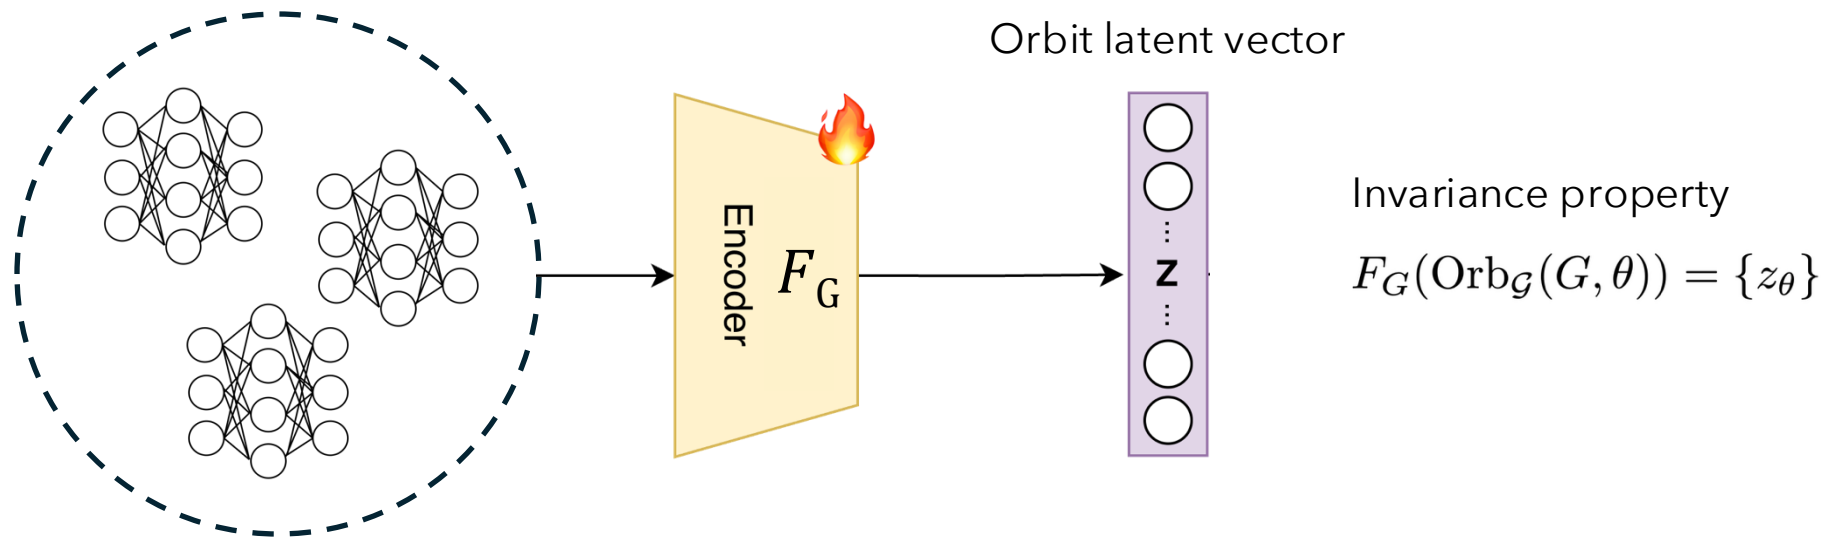 Orbit latent vector
Encoder
F_G
...
z
...
Invariance property
F_G(Orb_𝒢(G, θ)) = {z_θ}